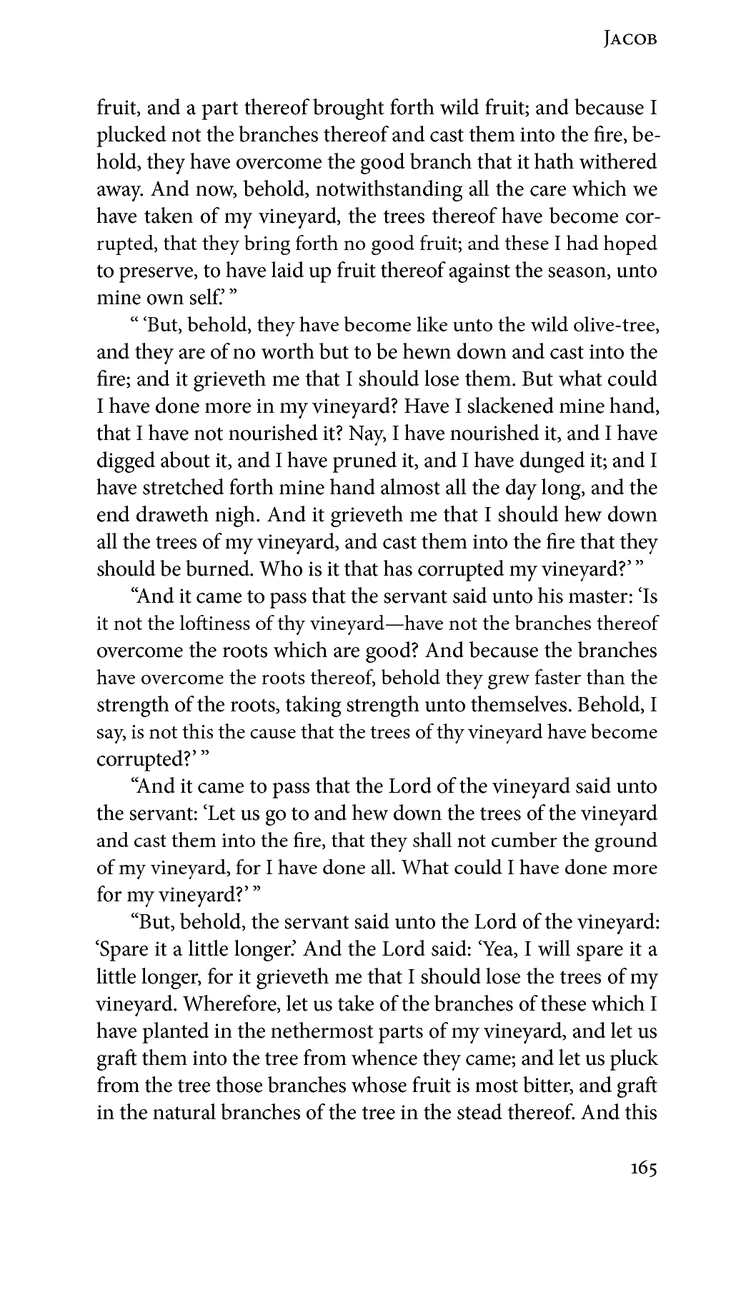 Jacob
fruit, and a part thereof brought forth wild fruit; and because I
plucked not the branches thereof and cast them into the fire, be-
hold, they have overcome the good branch that it hath withered
away. And now, behold, notwithstanding all the care which we
have taken of my vineyard, the trees thereof have become cor-
rupted, that they bring forth no good fruit; and these I had hoped
to preserve, to have laid up fruit thereof against the season, unto
mine own self.’ ”
“ ‘But, behold, they have become like unto the wild olive-tree,
and they are of no worth but to be hewn down and cast into the
fire; and it grieveth me that I should lose them. But what could
I have done more in my vineyard? Have I slackened mine hand,
that I have not nourished it? Nay, I have nourished it, and I have
digged about it, and I have pruned it, and I have dunged it; and I
have stretched forth mine hand almost all the day long, and the
end draweth nigh. And it grieveth me that I should hew down
all the trees of my vineyard, and cast them into the fire that they
should be burned. Who is it that has corrupted my vineyard?’ ”
“And it came to pass that the servant said unto his master: ‘Is
it not the loftiness of thy vineyard—have not the branches thereof
overcome the roots which are good? And because the branches
have overcome the roots thereof, behold they grew faster than the
strength of the roots, taking strength unto themselves. Behold, I
say, is not this the cause that the trees of thy vineyard have become
corrupted?’ ”
“And it came to pass that the Lord of the vineyard said unto
the servant: ‘Let us go to and hew down the trees of the vineyard
and cast them into the fire, that they shall not cumber the ground
of my vineyard, for I have done all. What could I have done more
for my vineyard?’ ”
“But, behold, the servant said unto the Lord of the vineyard:
‘Spare it a little longer.’ And the Lord said: ‘Yea, I will spare it a
little longer, for it grieveth me that I should lose the trees of my
vineyard. Wherefore, let us take of the branches of these which I
have planted in the nethermost parts of my vineyard, and let us
graft them into the tree from whence they came; and let us pluck
from the tree those branches whose fruit is most bitter, and graft
in the natural branches of the tree in the stead thereof. And this
165